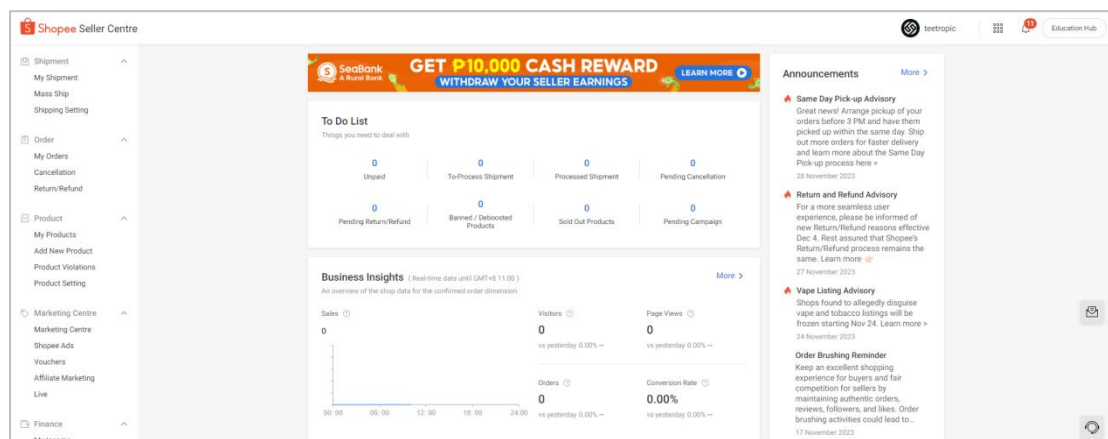 Shopee Seller Centre
teetropic
11
Education Hub
Shipment
My Shipment
Mass Ship
Shipping Setting
Order
My Orders
Cancellation
Return/Refund
Product
My Products
Add New Product
Product Violations
Product Setting
Marketing Centre
Marketing Centre
Shopee Ads
Vouchers
Affiliate Marketing
Live
Finance
SeaBank
A Rural Bank
GET ₱10,000 CASH REWARD
WITHDRAW YOUR SELLER EARNINGS
LEARN MORE
To Do List
Things you need to deal with
0 0 0 0
Unpaid To-Process Shipment Processed Shipment Pending Cancellation
0 0 0 0
Pending Return/Refund Banned / Deboosted Products Sold Out Products Pending Campaign
Business Insights ( Real-time data until GMT+8 11:00 )
More >
An overview of the shop data for the confirmed order dimension
Sales
0
00:00 06:00 12:00 18:00 24:00
Visitors
0
vs yesterday 0.00% --
Page Views
0
vs yesterday 0.00% --
Orders
0
vs yesterday 0.00% --
Conversion Rate
0.00%
vs yesterday 0.00% --
Announcements
More >
Same Day Pick-up Advisory
Great news! Arrange pickup of your
orders before 3 PM and have them
picked up within the same day. Ship
out more orders for faster delivery
and learn more about the Same Day
Pick-up process here >
28 November 2023
Return and Refund Advisory
For a more seamless user
experience, please be informed of
new Return/Refund reasons effective
Dec 4. Rest assured that Shopee's
Return/Refund process remains the
same. Learn more
27 November 2023
Vape Listing Advisory
Shops found to allegedly disguise
vape and tobacco listings will be
frozen starting Nov 24. Learn more >
24 November 2023
Order Brushing Reminder
Keep an excellent shopping
experience for buyers and fair
competition for sellers by
maintaining authentic orders,
reviews, followers, and likes. Order
brushing activities could lead to...
17 November 2023